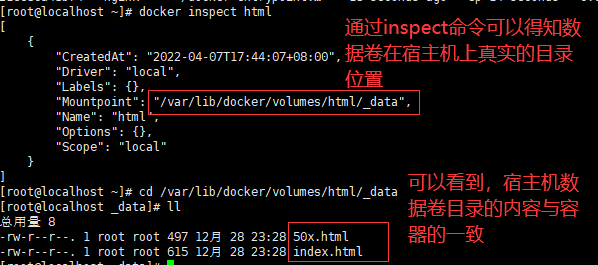 [root@localhost ~]# docker inspect html
[
    {
        "CreatedAt": "2022-04-07T17:44:07+08:00",
        "Driver": "local",
        "Labels": {},
        "Mountpoint": "/var/lib/docker/volumes/html/_data",
        "Name": "html",
        "Options": {},
        "Scope": "local"
    }
]
[root@localhost ~]# cd /var/lib/docker/volumes/html/_data
[root@localhost _data]# ll
总用量 8
-rw-r--r--. 1 root root 497 12月 28 23:28 50x.html
-rw-r--r--. 1 root root 615 12月 28 23:28 index.html
[root@localhost _data]#
通过inspect命令可以得知数
据卷在宿主机上真实的目录
位置
可以看到，宿主机数
据卷目录的内容与容
器的一致